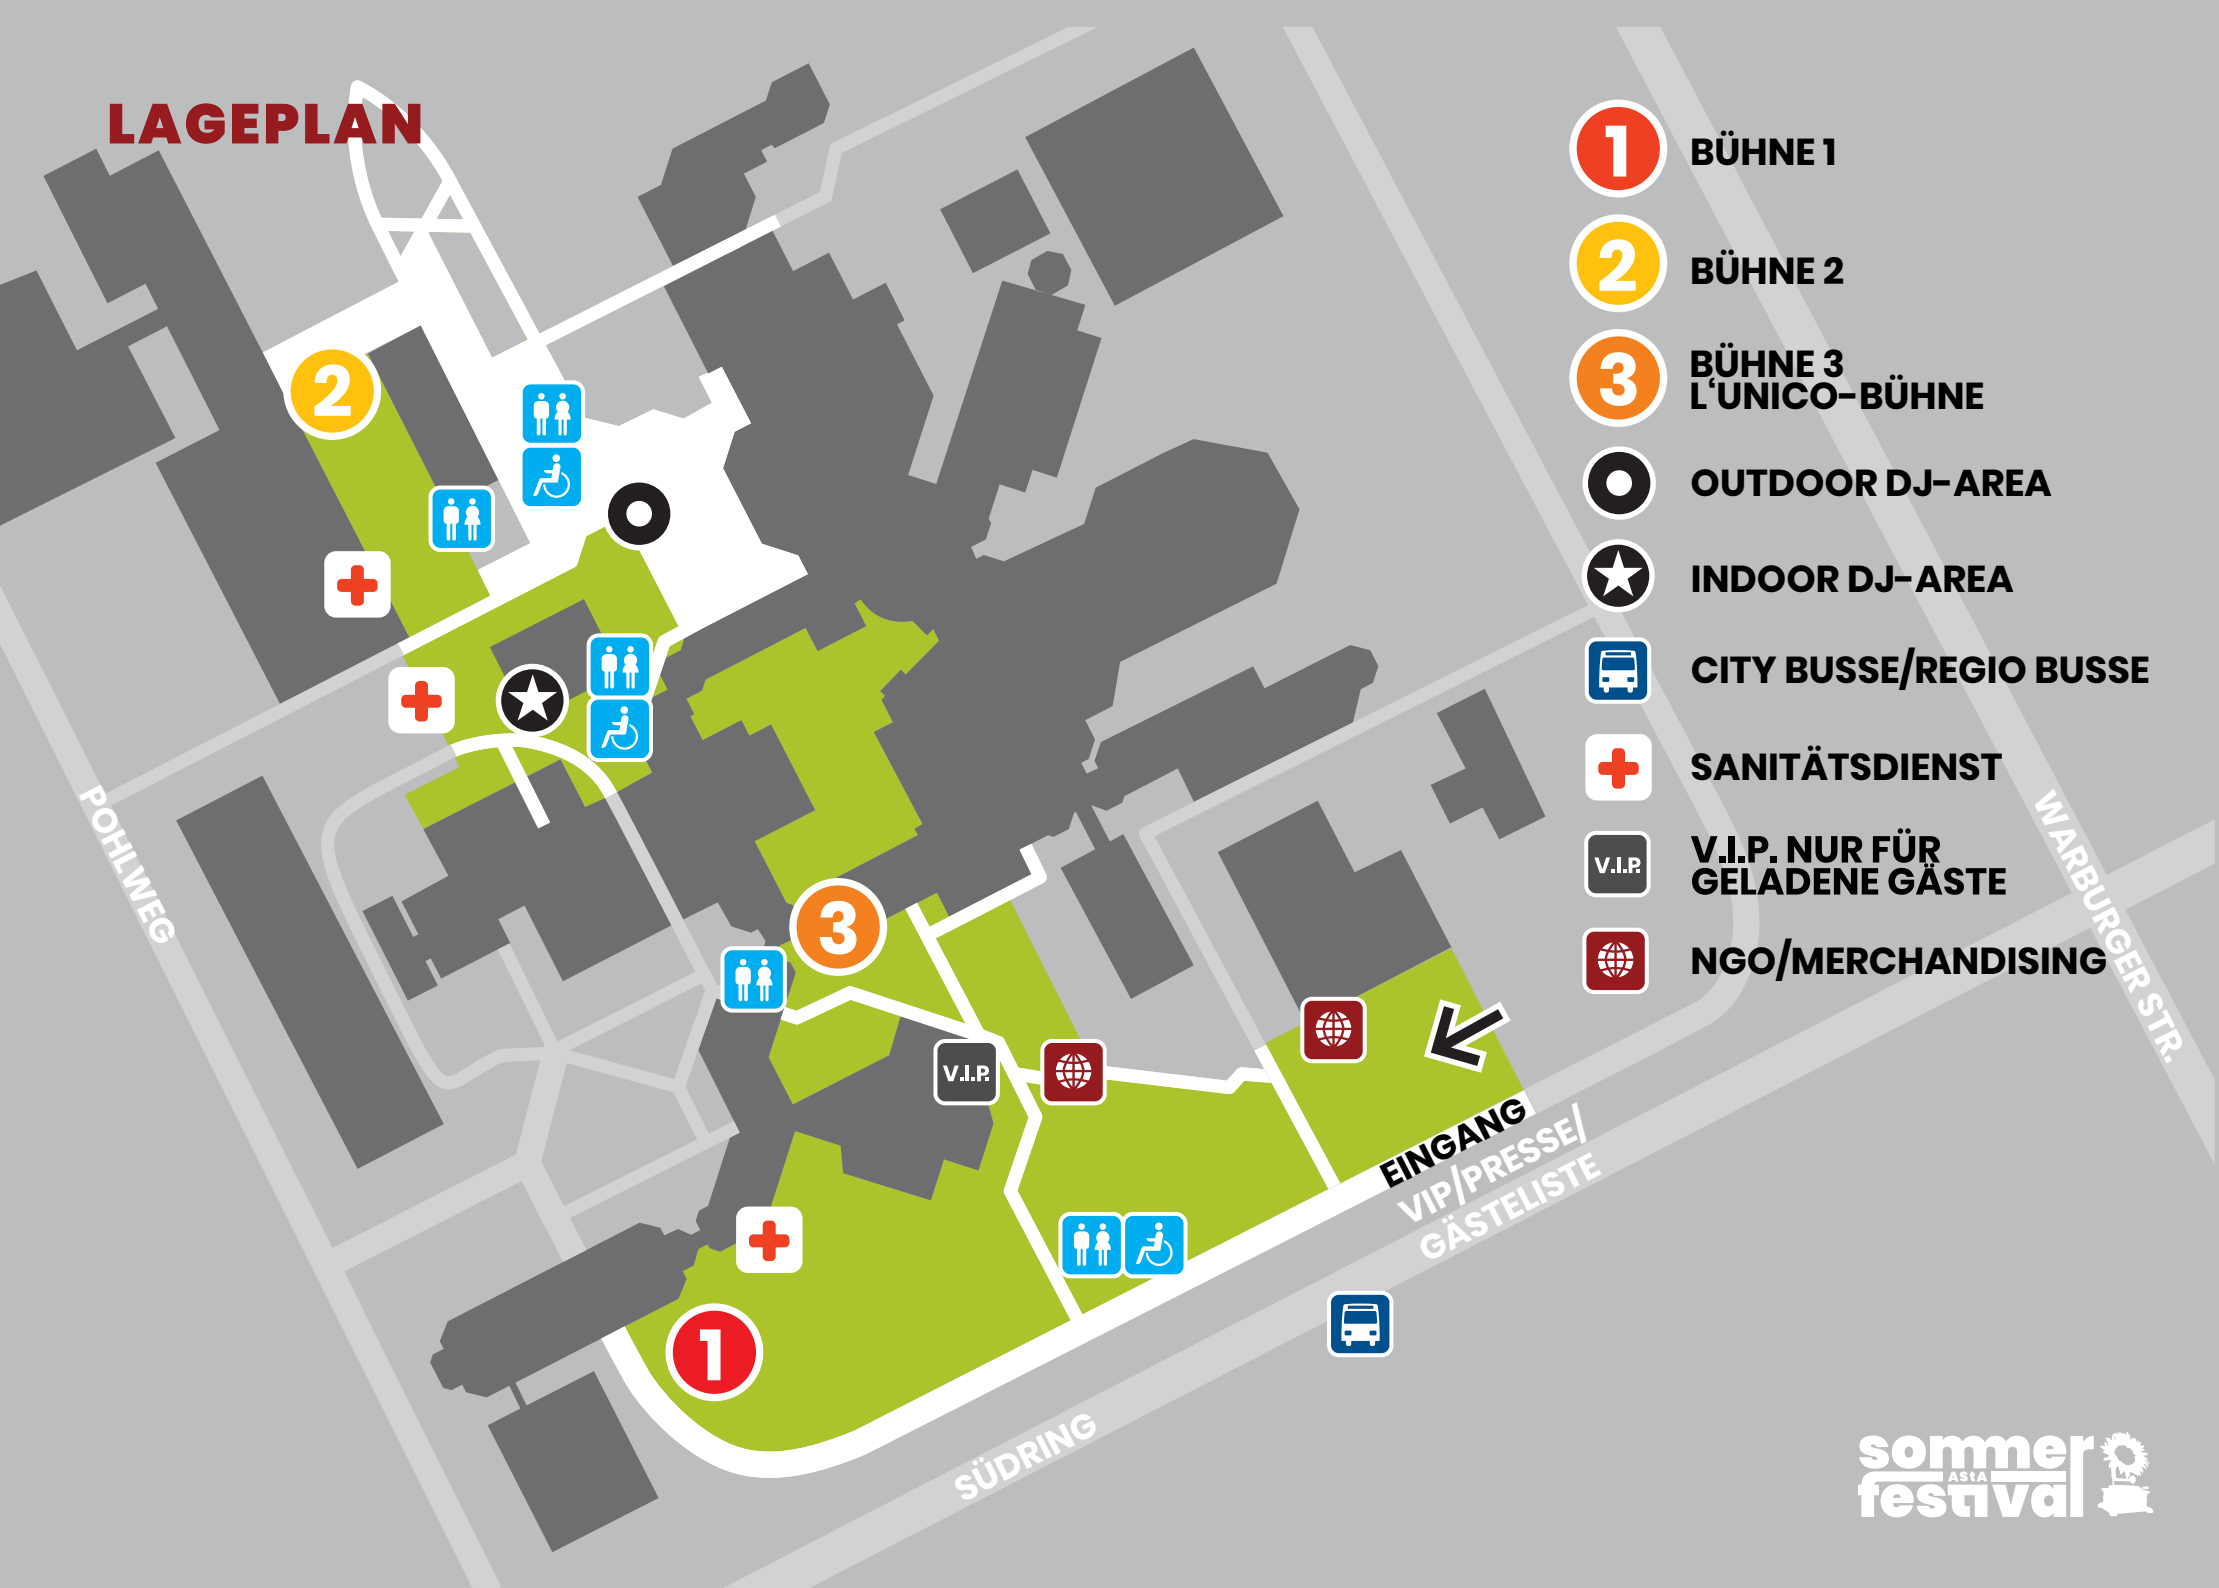 LAGEPLAN
1
BÜHNE 1
2
BÜHNE 2
3
BÜHNE 3
L‘UNICO-BÜHNE
OUTDOOR DJ-AREA
INDOOR DJ-AREA
CITY BUSSE/REGIO BUSSE
SANITÄTSDIENST
V.I.P.
V.I.P. NUR FÜR
GELADENE GÄSTE
NGO/MERCHANDISING
2
3
V.I.P.
1
POHLWEG
WARBURGER STR.
EINGANG
VIP/PRESSE/
GÄSTELISTE
SÜDRING
sommer
AStA
festival